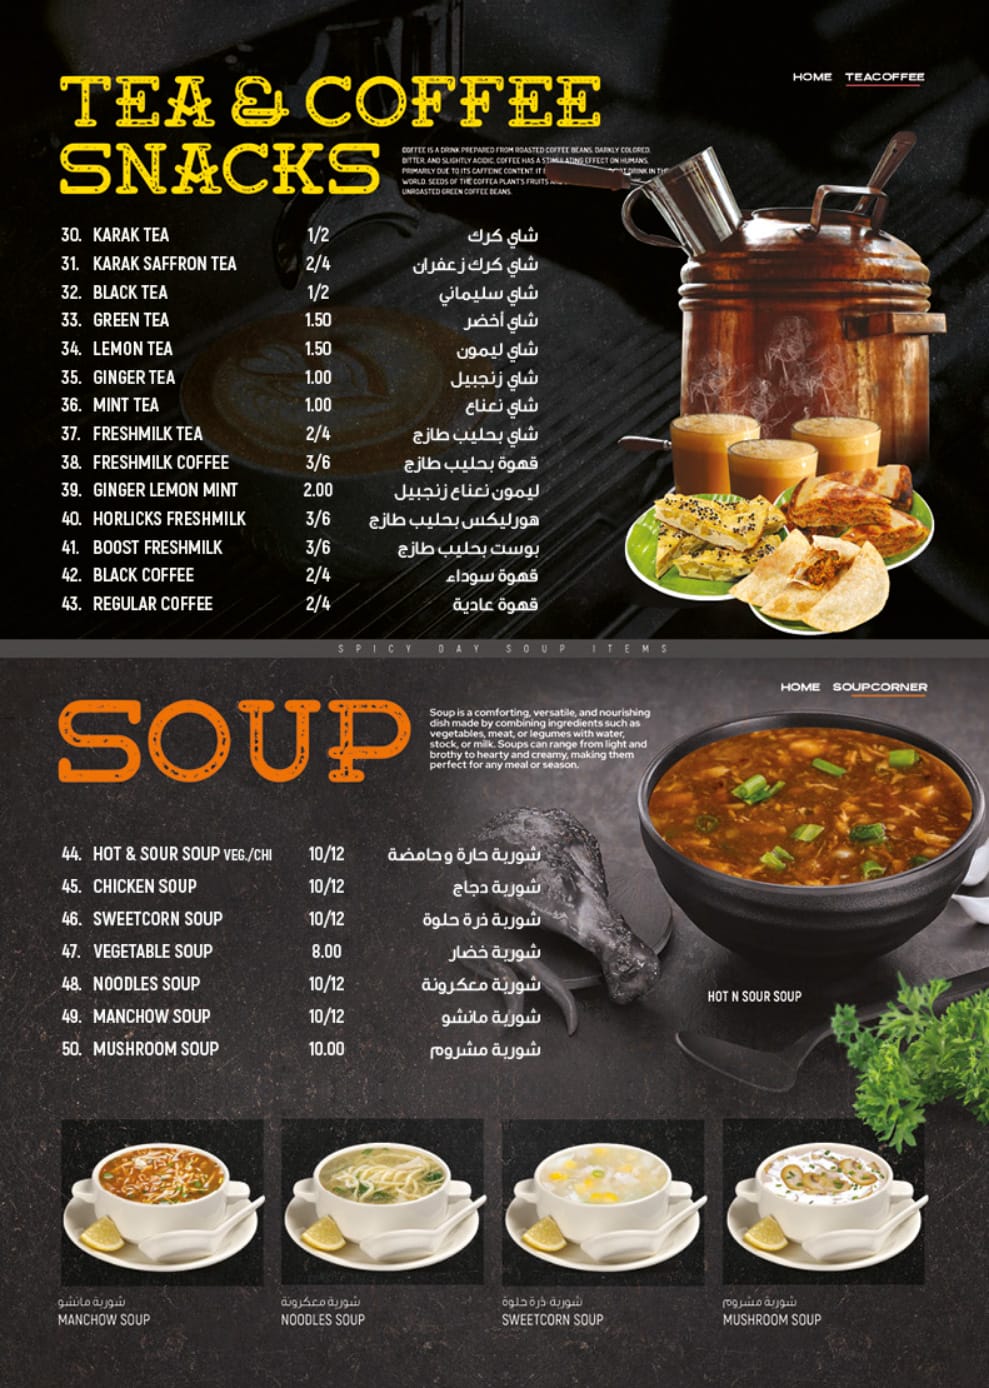 HOME TEACOFFEE
TEA & COFFEE
SNACKS
COFFEE IS A DRINK PREPARED FROM ROASTED COFFEE BEANS. DARKLY COLORED,
BITTER, AND SLIGHTLY ACIDIC, COFFEE HAS A STIMULATING EFFECT ON HUMANS,
PRIMARILY DUE TO ITS CAFFEINE CONTENT. IT DRINK IN THE
WORLD. SEEDS OF THE COFFEA PLANT'S FRUITS
UNROASTED GREEN COFFEE BEANS.
30. KARAK TEA 1/2 شاي كرك
31. KARAK SAFFRON TEA 2/4 شاي كرك زعفران
32. BLACK TEA 1/2 شاي سليماني
33. GREEN TEA 1.50 شاي أخضر
34. LEMON TEA 1.50 شاي ليمون
35. GINGER TEA 1.00 شاي زنجبيل
36. MINT TEA 1.00 شاي نعناع
37. FRESHMILK TEA 2/4 شاي بحليب طازج
38. FRESHMILK COFFEE 3/6 قهوة بحليب طازج
39. GINGER LEMON MINT 2.00 ليمون نعناع زنجبيل
40. HORLICKS FRESHMILK 3/6 هورليكس بحليب طازج
41. BOOST FRESHMILK 3/6 بوست بحليب طازج
42. BLACK COFFEE 2/4 قهوة سوداء
43. REGULAR COFFEE 2/4 قهوة عادية
SPICY DAY SOUP ITEMS
HOME SOUPCORNER
SOUP
Soup is a comforting, versatile, and nourishing
dish made by combining ingredients such as
vegetables, meat, or legumes with water,
stock, or milk. Soups can range from light and
brothy to hearty and creamy, making them
perfect for any meal or season.
44. HOT & SOUR SOUP VEG./CHI 10/12 شوربة حارة وحامضة
45. CHICKEN SOUP 10/12 شوربة دجاج
46. SWEETCORN SOUP 10/12 شوربة ذرة حلوة
47. VEGETABLE SOUP 8.00 شوربة خضار
48. NOODLES SOUP 10/12 شوربة معكرونة
49. MANCHOW SOUP 10/12 شوربة مانشو
50. MUSHROOM SOUP 10.00 شوربة مشروم
HOT N SOUR SOUP
شوربة مانشو
MANCHOW SOUP
شوربة معكرونة
NOODLES SOUP
شوربة ذرة حلوة
SWEETCORN SOUP
شوربة مشروم
MUSHROOM SOUP